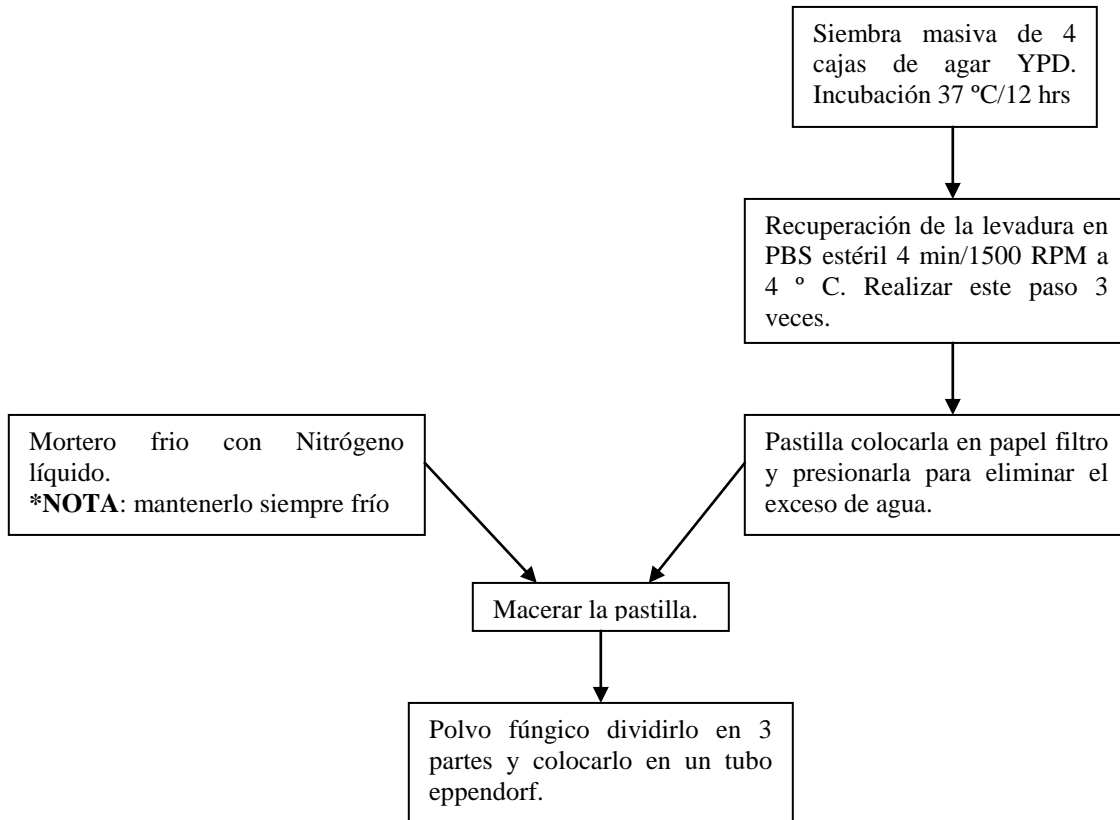 Siembra masiva de 4
cajas de agar YPD.
Incubación 37 ºC/12 hrs
Recuperación de la levadura en
PBS estéril 4 min/1500 RPM a
4 º C. Realizar este paso 3
veces.
Mortero frio con Nitrógeno
líquido.
*NOTA: mantenerlo siempre frío
Pastilla colocarla en papel filtro
y presionarla para eliminar el
exceso de agua.
Macerar la pastilla.
Polvo fúngico dividirlo en 3
partes y colocarlo en un tubo
eppendorf.